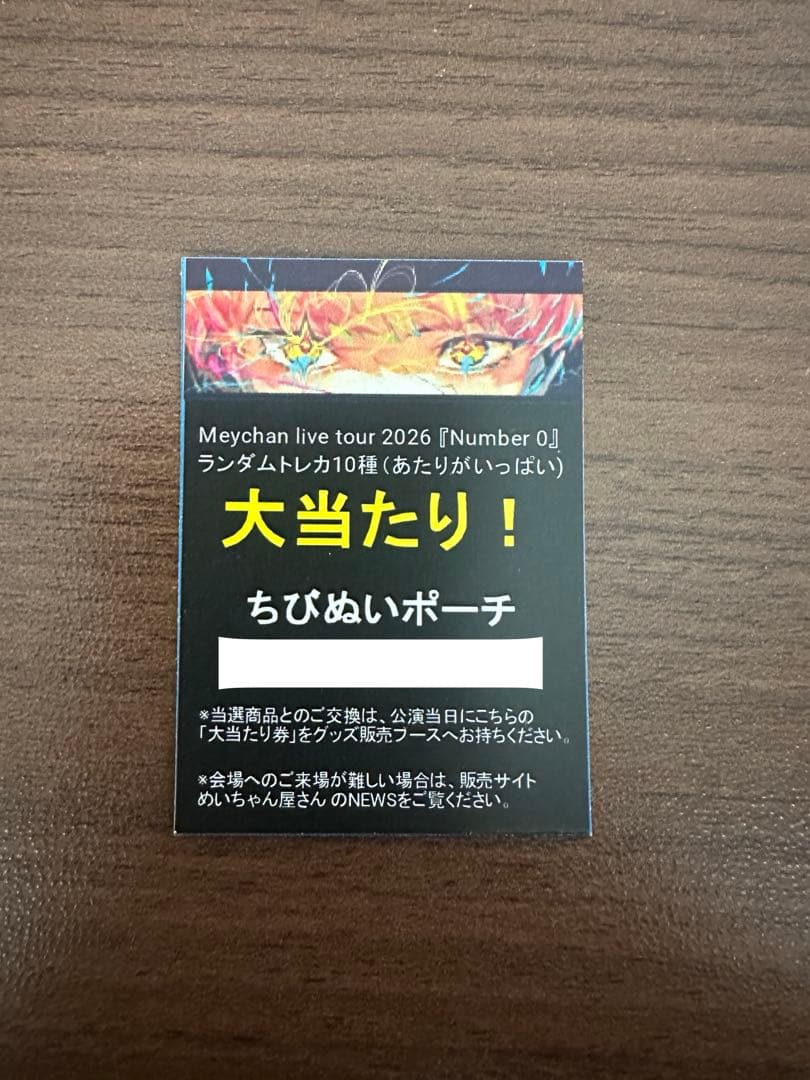 Meychan live tour 2026『Number 0』
ランダムトレカ10種（あたりがいっぱい）
大当たり！
ちびぬいポーチ
※当選商品とのご交換は、公演当日にこちらの
「大当たり券」をグッズ販売ブースへお持ちください。
※会場へのご来場が難しい場合は、販売サイト
めいちゃん屋さん のNEWSをご覧ください。